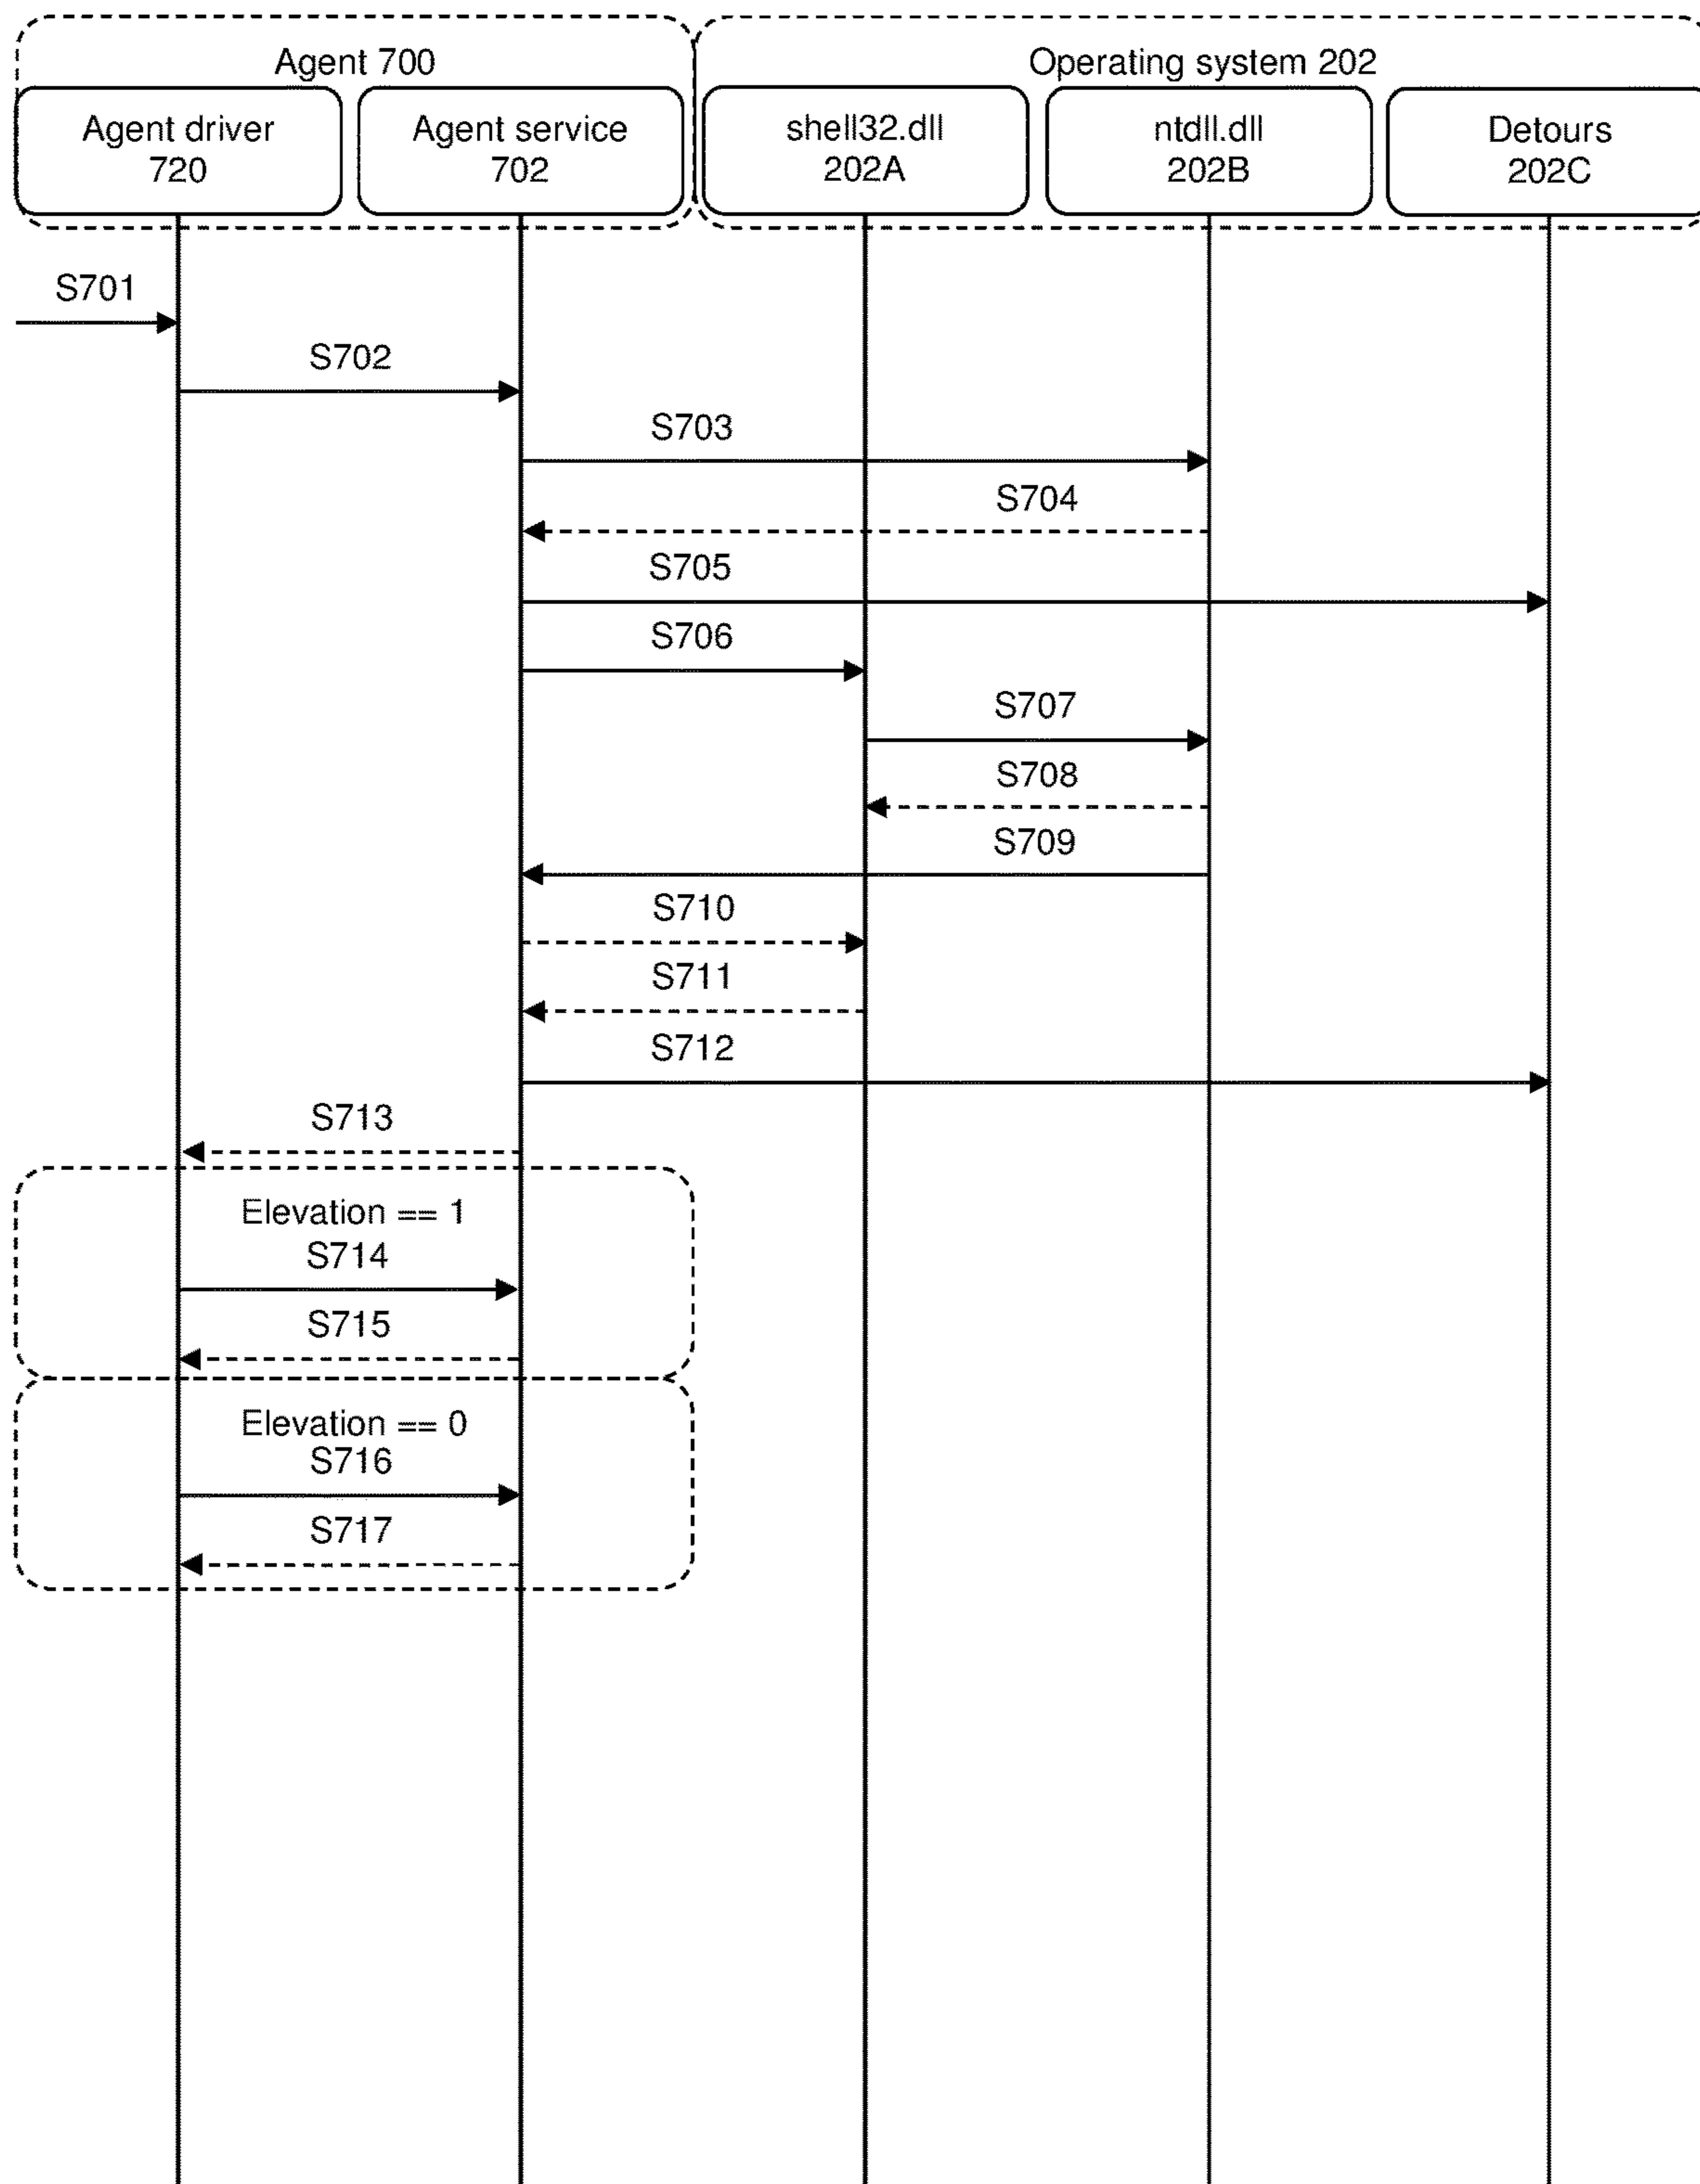 Agent 700
Operating system 202
Agent driver
720
Agent service
702
shell32.dll
202A
ntdll.dll
202B
Detours
202C
S701
S702
S703
S704
S705
S706
S707
S708
S709
S710
S711
S712
S713
Elevation == 1
S714
S715
Elevation == 0
S716
S717